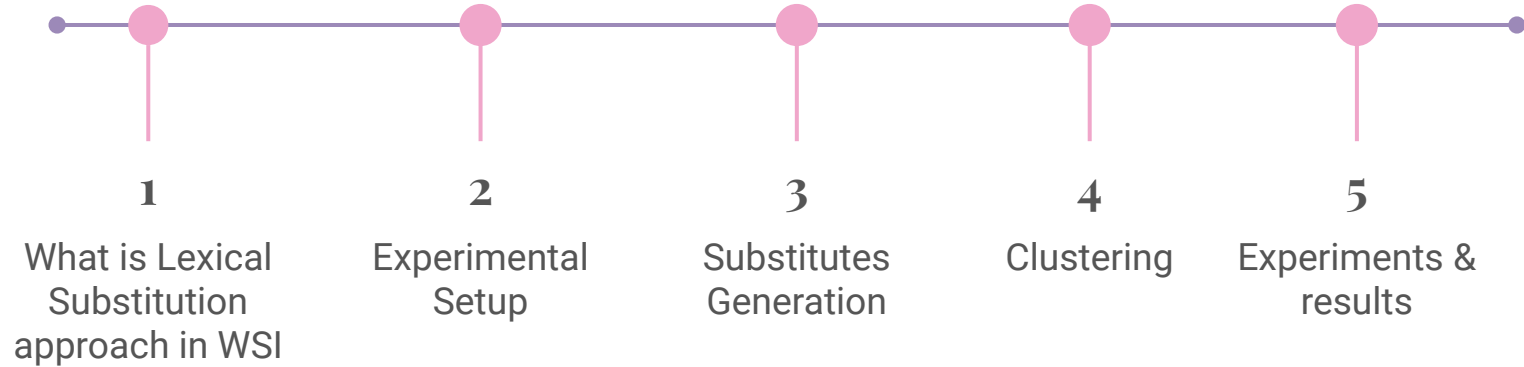 1
What is Lexical
Substitution
approach in WSI
2
Experimental
Setup
3
Substitutes
Generation
4
Clustering
5
Experiments &
results